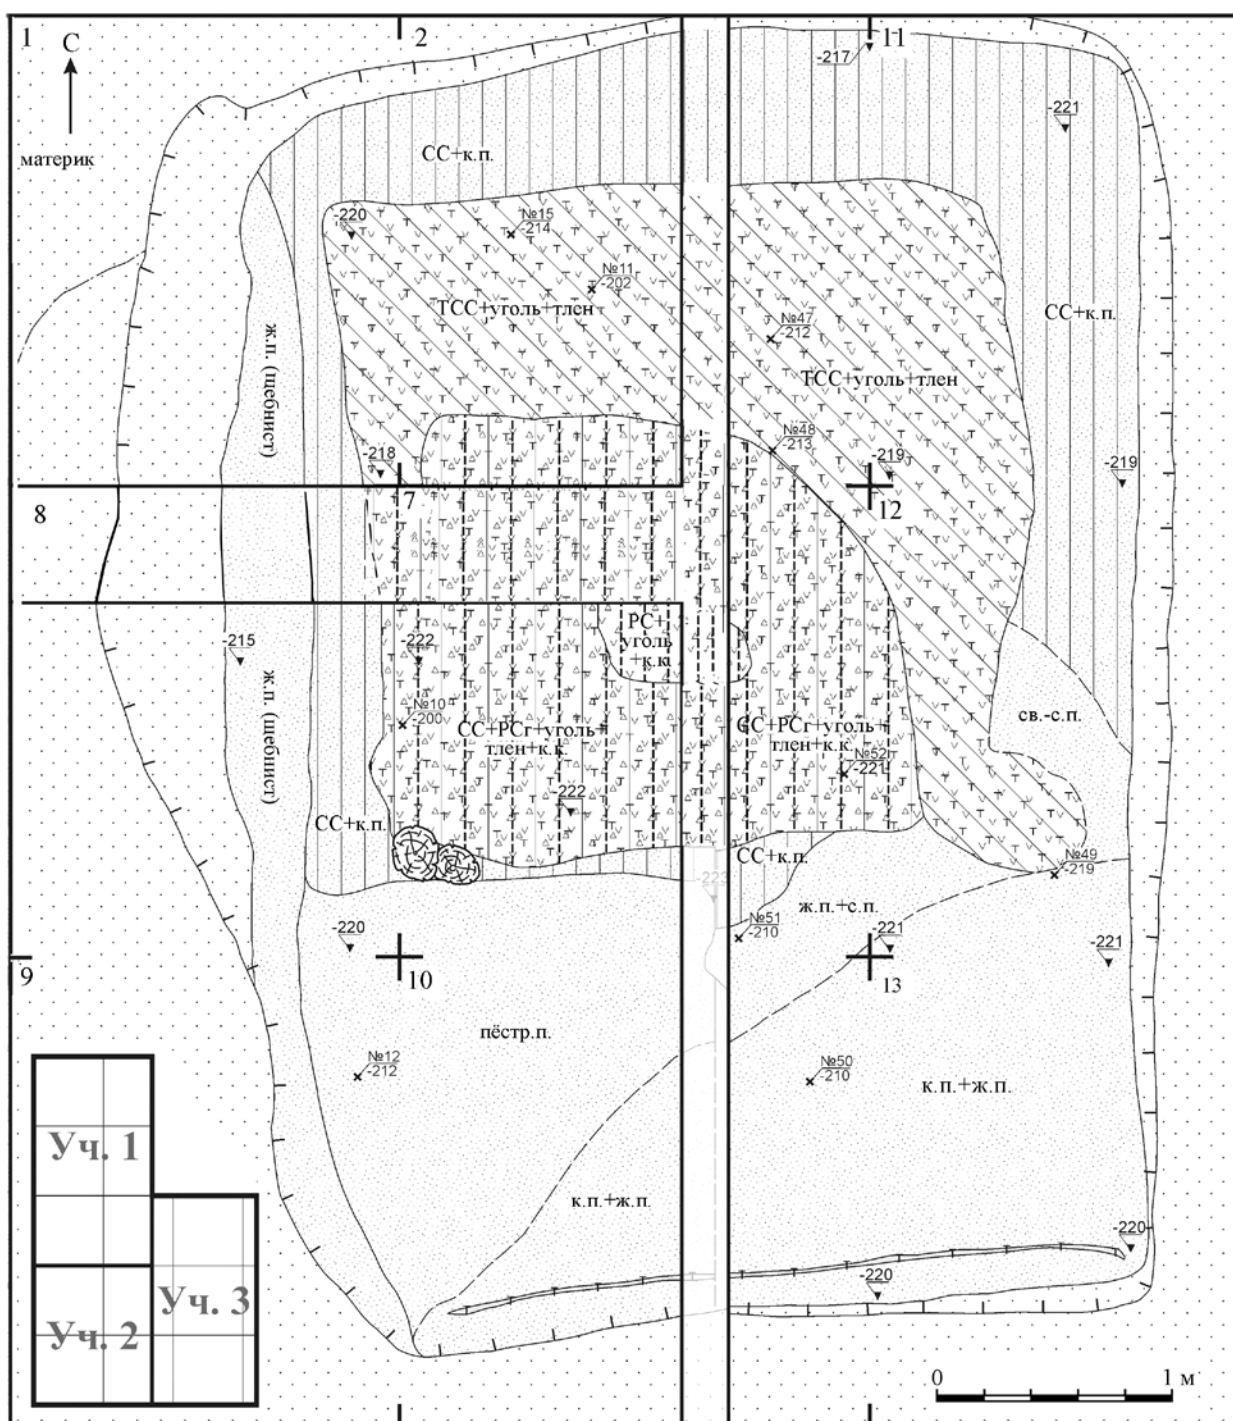 1
С
2
11
-217
-221
материк
СС+к.п.
-220
№15
-214
№11
-202
ТСС+уголь+тлен
№47
-212
СС+к.п.
ТСС+уголь+тлен
ж.п. (щебнист)
№48
-213
-218
-219
-219
7
12
8
РС+
уголь
+к.к.
-215
-222
ж.п. (щебнист)
№10
-200
СС+РСг+уголь+
тлен+к.к.
СС+РСг+уголь+
тлен+к.к.
№52
-221
св.-с.п.
-222
СС+к.п.
СС+к.п.
№49
-219
-223
ж.п.+с.п.
№51
-210
-220
-221
-221
9
10
13
пёстр.п.
№12
-212
№50
-210
к.п.+ж.п.
к.п.+ж.п.
Уч. 1
Уч. 2
Уч. 3
-220
-220
0
1 м